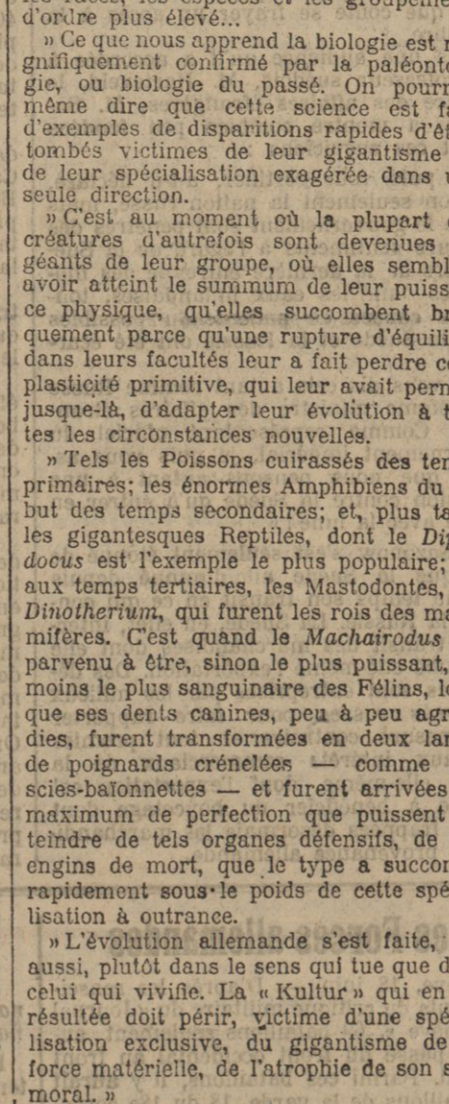 d'ordre plus élevé...
» Ce que nous apprend la biologie est
gnifiquement confirmé par la paléont
gie, ou biologie du passé. On pourr
même dire que cette science est f
d'exemples de disparitions rapides d'ê
tombés victimes de leur gigantisme
de leur spécialisation exagérée dans
seule direction.
» C'est au moment où la plupart
créatures d'autrefois sont devenues
géants de leur groupe, où elles sembl
avoir atteint le summum de leur puiss
ce physique, qu'elles succombent br
quement parce qu'une rupture d'équili
dans leurs facultés leur a fait perdre c
plasticité primitive, qui leur avait perm
jusque-là, d'adapter leur évolution à t
tes les circonstances nouvelles.
» Tels les Poissons cuirassés des te
primaires; les énormes Amphibiens du
but des temps secondaires; et, plus ta
les gigantesques Reptiles, dont le Di
docus est l'exemple le plus populaire;
aux temps tertiaires, les Mastodontes,
Dinotherium, qui furent les rois des ma
mifères. C'est quand le Machairodus
parvenu à être, sinon le plus puissant,
moins le plus sanguinaire des Félins, l
que ses dents canines, peu à peu agr
dies, furent transformées en deux lar
de poignards crénelées — comme
scies-baïonnettes — et furent arrivées
maximum de perfection que puissent
teindre de tels organes défensifs, de
engins de mort, que le type a succom
rapidement sous le poids de cette spé
lisation à outrance.
» L'évolution allemande s'est faite,
aussi, plutôt dans le sens qui tue que d
celui qui vivifie. La « Kultur » qui en
résultée doit périr, victime d'une spé
lisation exclusive, du gigantisme de
force matérielle, de l'atrophie de son s
moral. »